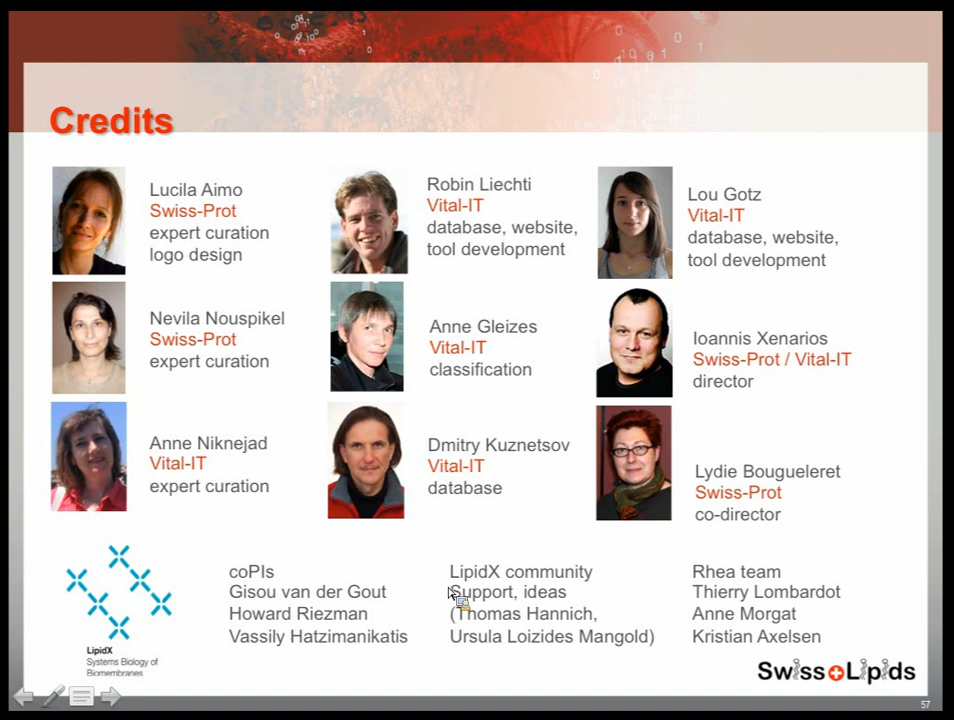 Credits
Lucila Aimo
Swiss-Prot
expert curation
logo design
Robin Liechti
Vital-IT
database, website,
tool development
Lou Gotz
Vital-IT
database, website,
tool development
Nevila Nouspikel
Swiss-Prot
expert curation
Anne Gleizes
Vital-IT
classification
Ioannis Xenarios
Swiss-Prot / Vital-IT
director
Anne Niknejad
Vital-IT
expert curation
Dmitry Kuznetsov
Vital-IT
database
Lydie Bougueleret
Swiss-Prot
co-director
LipidX
Systems Biology of
Biomembranes
coPIs
Gisou van der Gout
Howard Riezman
Vassily Hatzimanikatis
LipidX community
Support, ideas
(Thomas Hannich,
Ursula Loizides Mangold)
Rhea team
Thierry Lombardot
Anne Morgat
Kristian Axelsen
SwissLipids
57